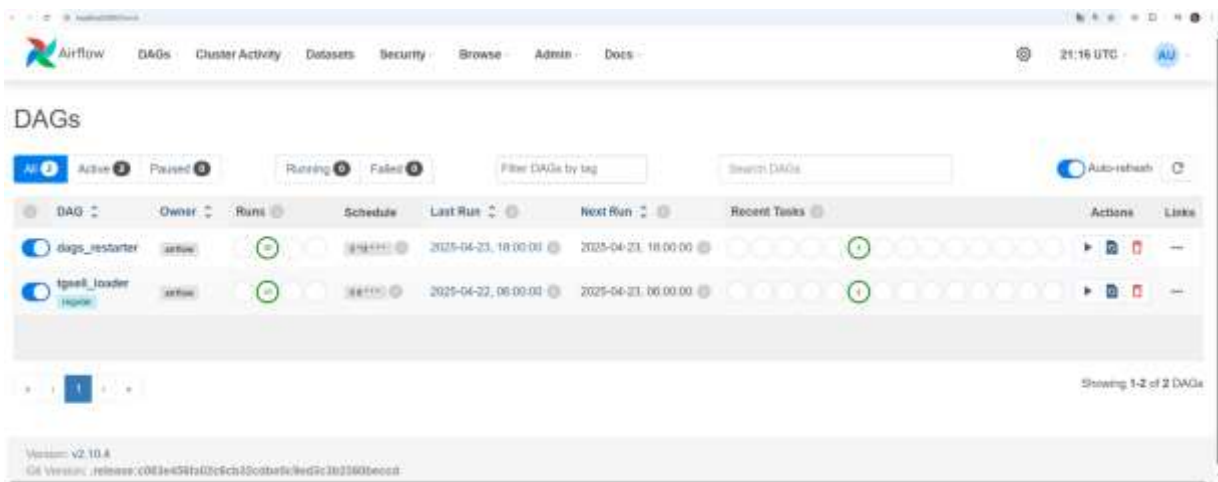 Airflow DAGs Cluster Activity Datasets Security Browse Admin Docs 21:16 UTC AU
DAGs
All Active Paused Running Failed Filter DAGs by tag Search DAGs Auto-refresh
DAG Owner Runs Schedule Last Run Next Run Recent Tasks Actions Links
dags_restarter airflow 2025-04-23, 18:00:00 2025-04-23, 18:00:00
tgsell_loader airflow 2025-04-22, 06:00:00 2025-04-23, 06:00:00
regular
1
Showing 1-2 of 2 DAGs
Version: v2.10.4
Git Version: